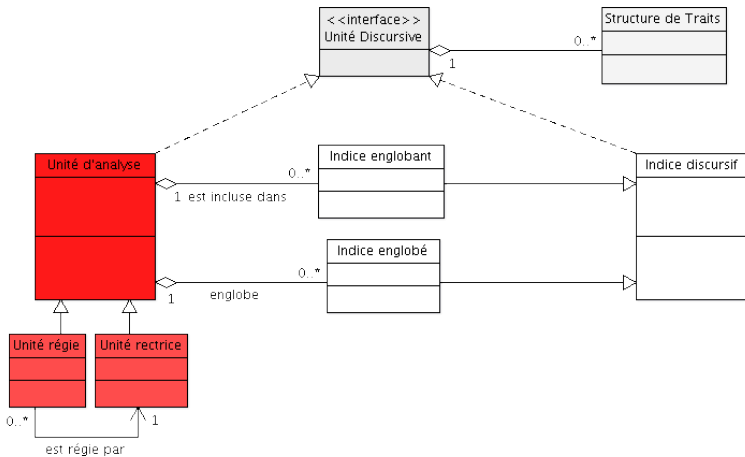 <<interface>>
Unité Discursive
Structure de Traits
0..*
1
Unité d'analyse
Indice englobant
Indice discursif
0..*
1 est incluse dans
Indice englobé
0..*
1
englobe
Unité régie
Unité rectrice
0..*
1
est régie par